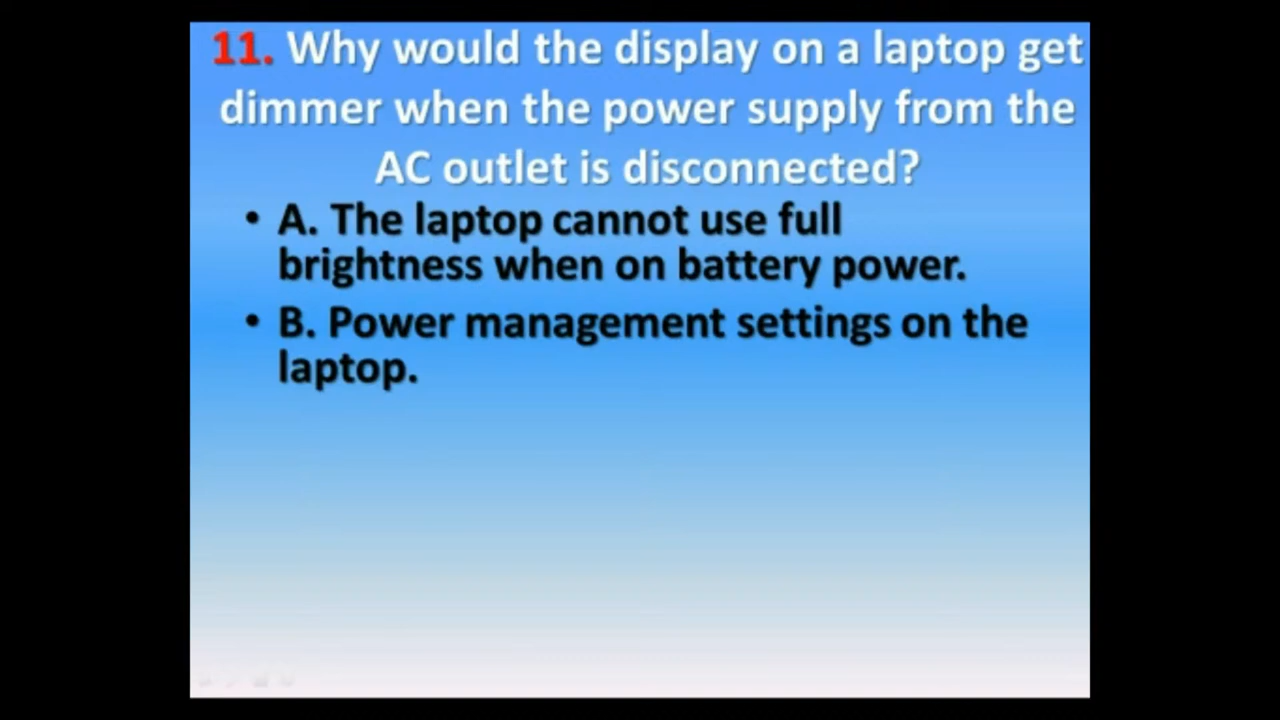 11. Why would the display on a laptop get
dimmer when the power supply from the
AC outlet is disconnected?
• A. The laptop cannot use full
brightness when on battery power.
• B. Power management settings on the
laptop.